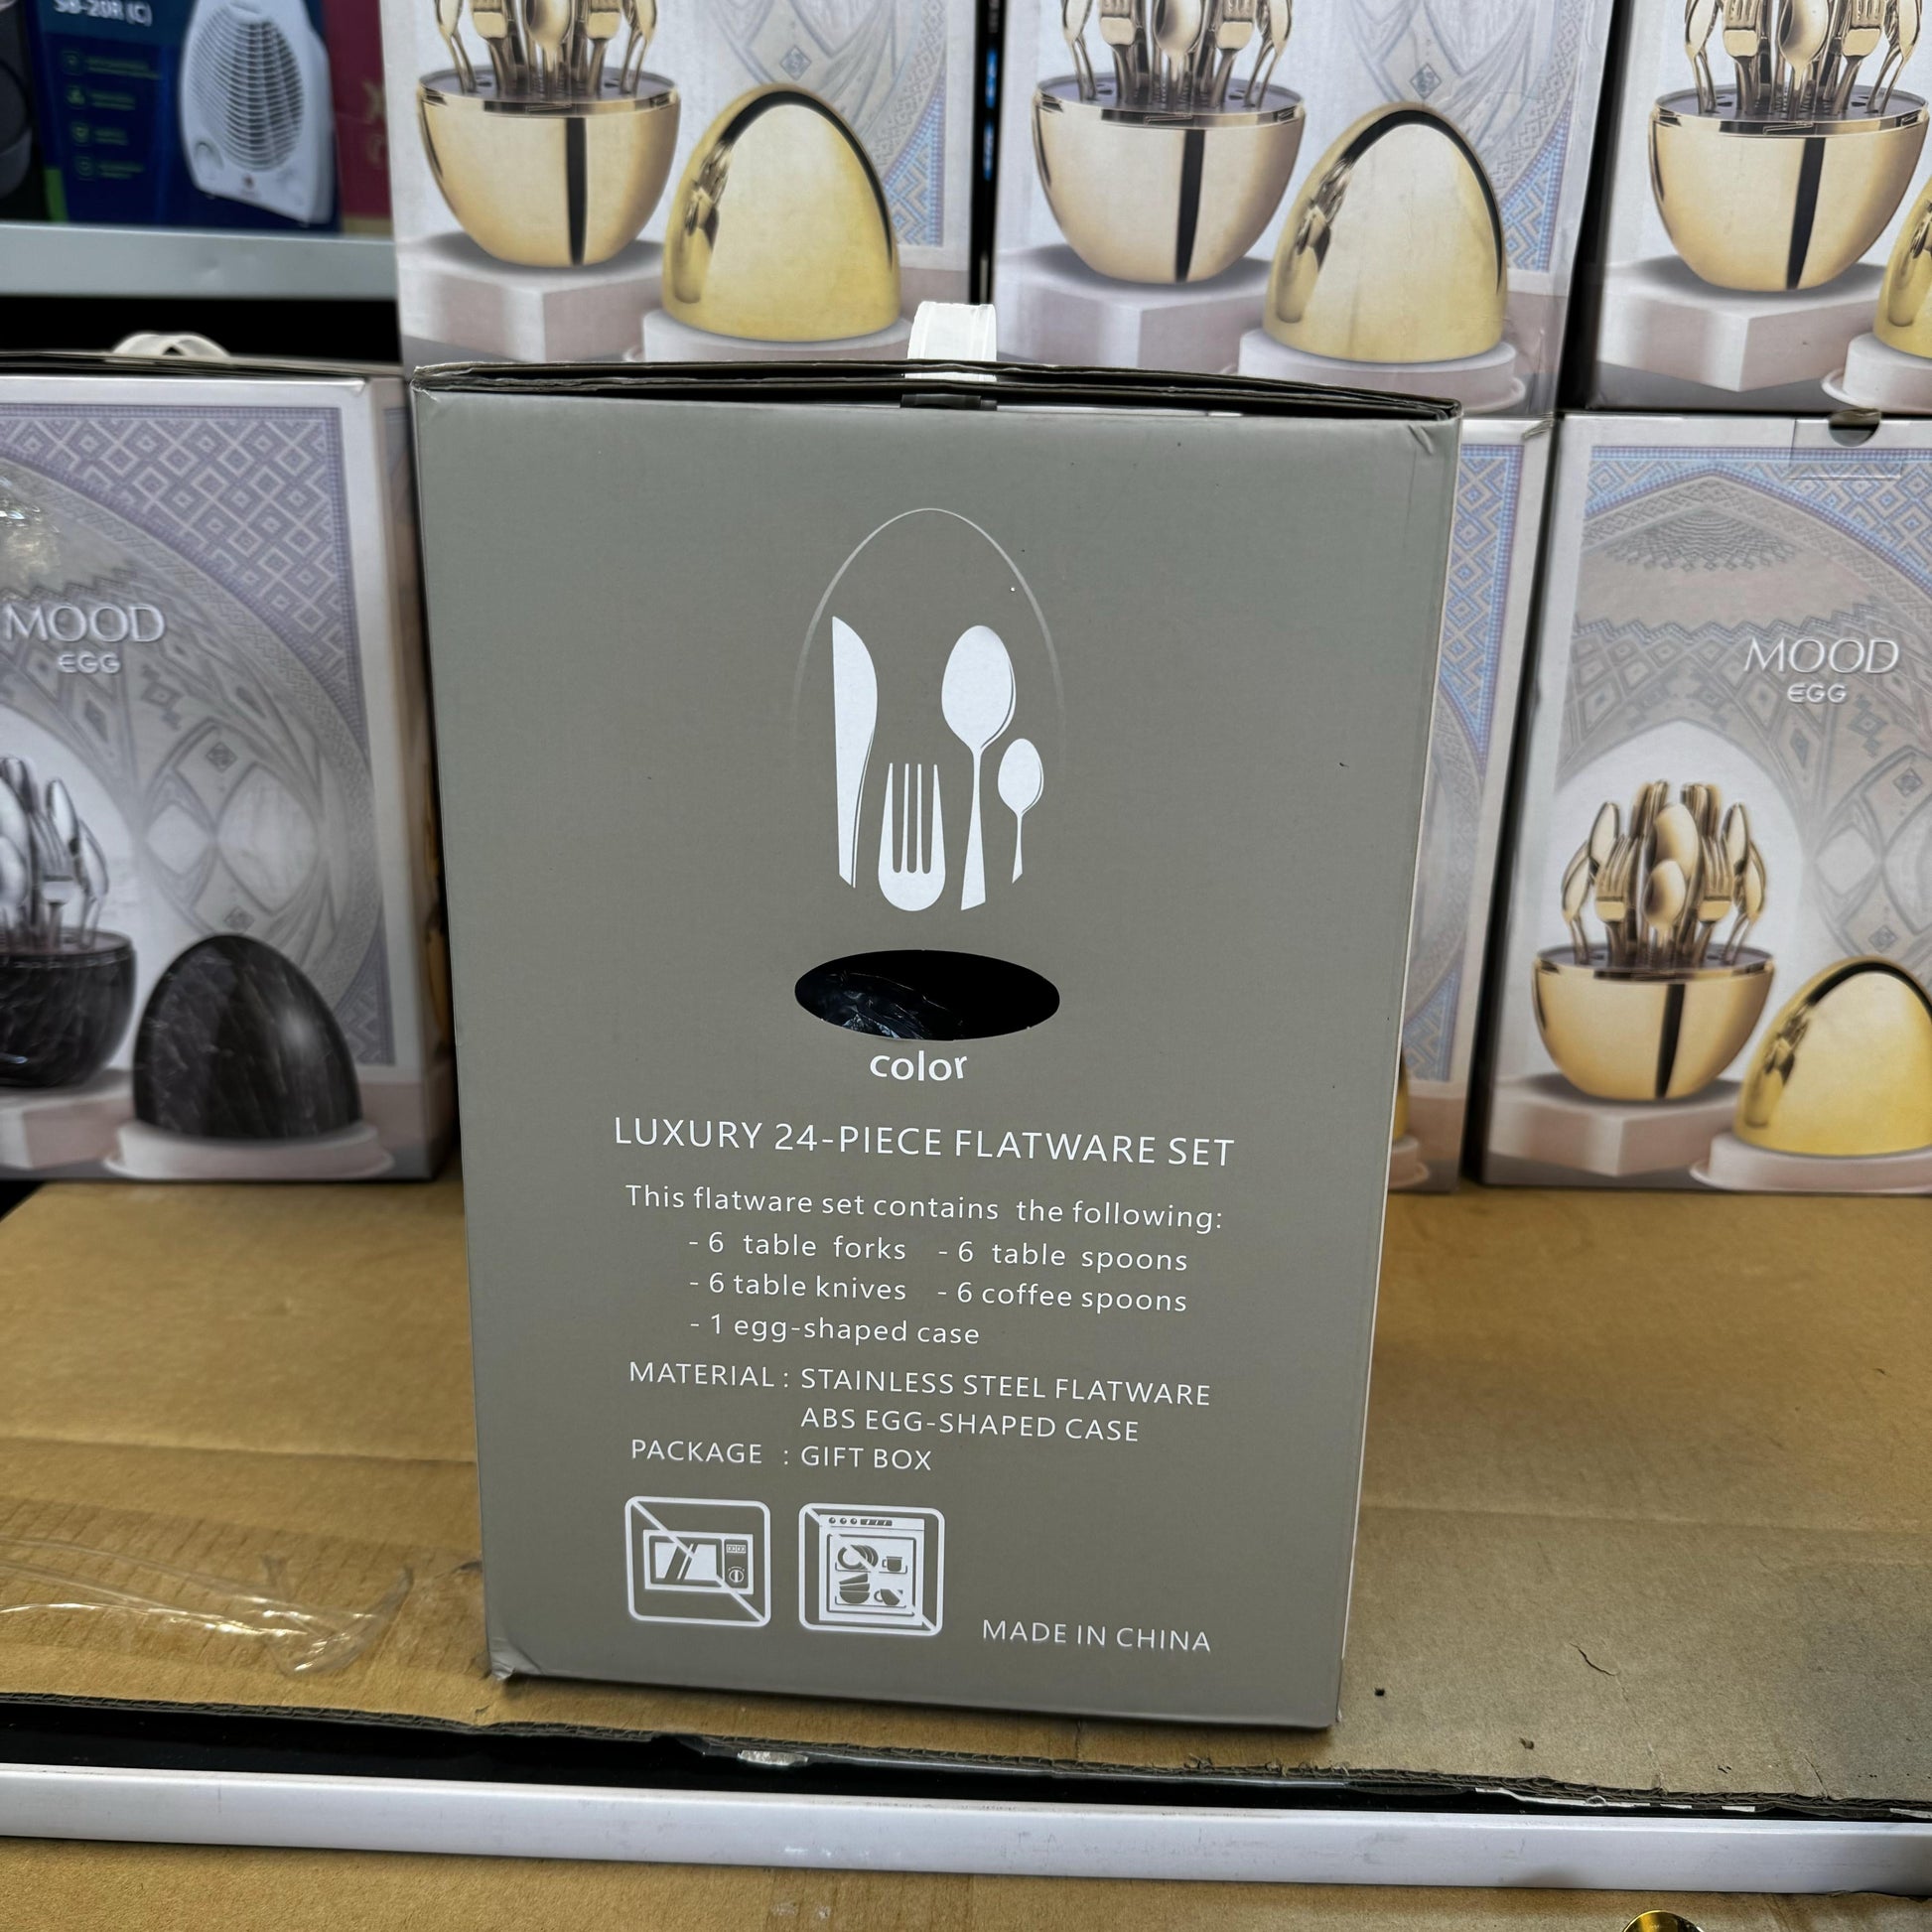 SB-20R (C)
MOOD
EGG
MOOD
EGG
color
LUXURY 24-PIECE FLATWARE SET
This flatware set contains the following:
- 6 table forks - 6 table spoons
- 6 table knives - 6 coffee spoons
- 1 egg-shaped case
MATERIAL : STAINLESS STEEL FLATWARE
ABS EGG-SHAPED CASE
PACKAGE : GIFT BOX
MADE IN CHINA